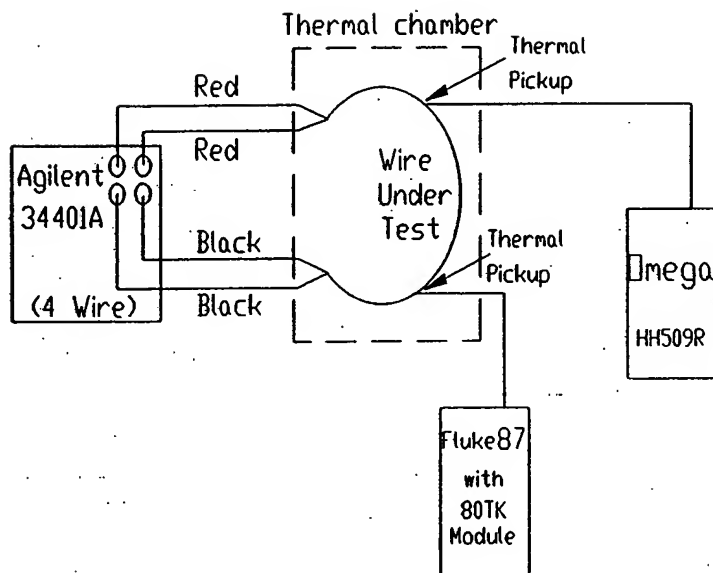 Thermal chamber
Thermal
Pickup
Red
Red
Agilent
34401A
(4 Wire)
Wire
Under
Test
Black
Black
Thermal
Pickup
Omega
HH509R
Fluke87
with
80TK
Module